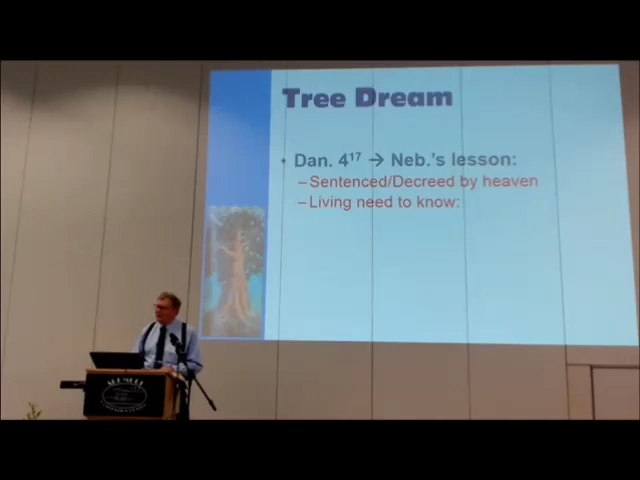 Tree Dream
• Dan. 4¹⁷ → Neb.'s lesson:
–Sentenced/Decreed by heaven
–Living need to know: